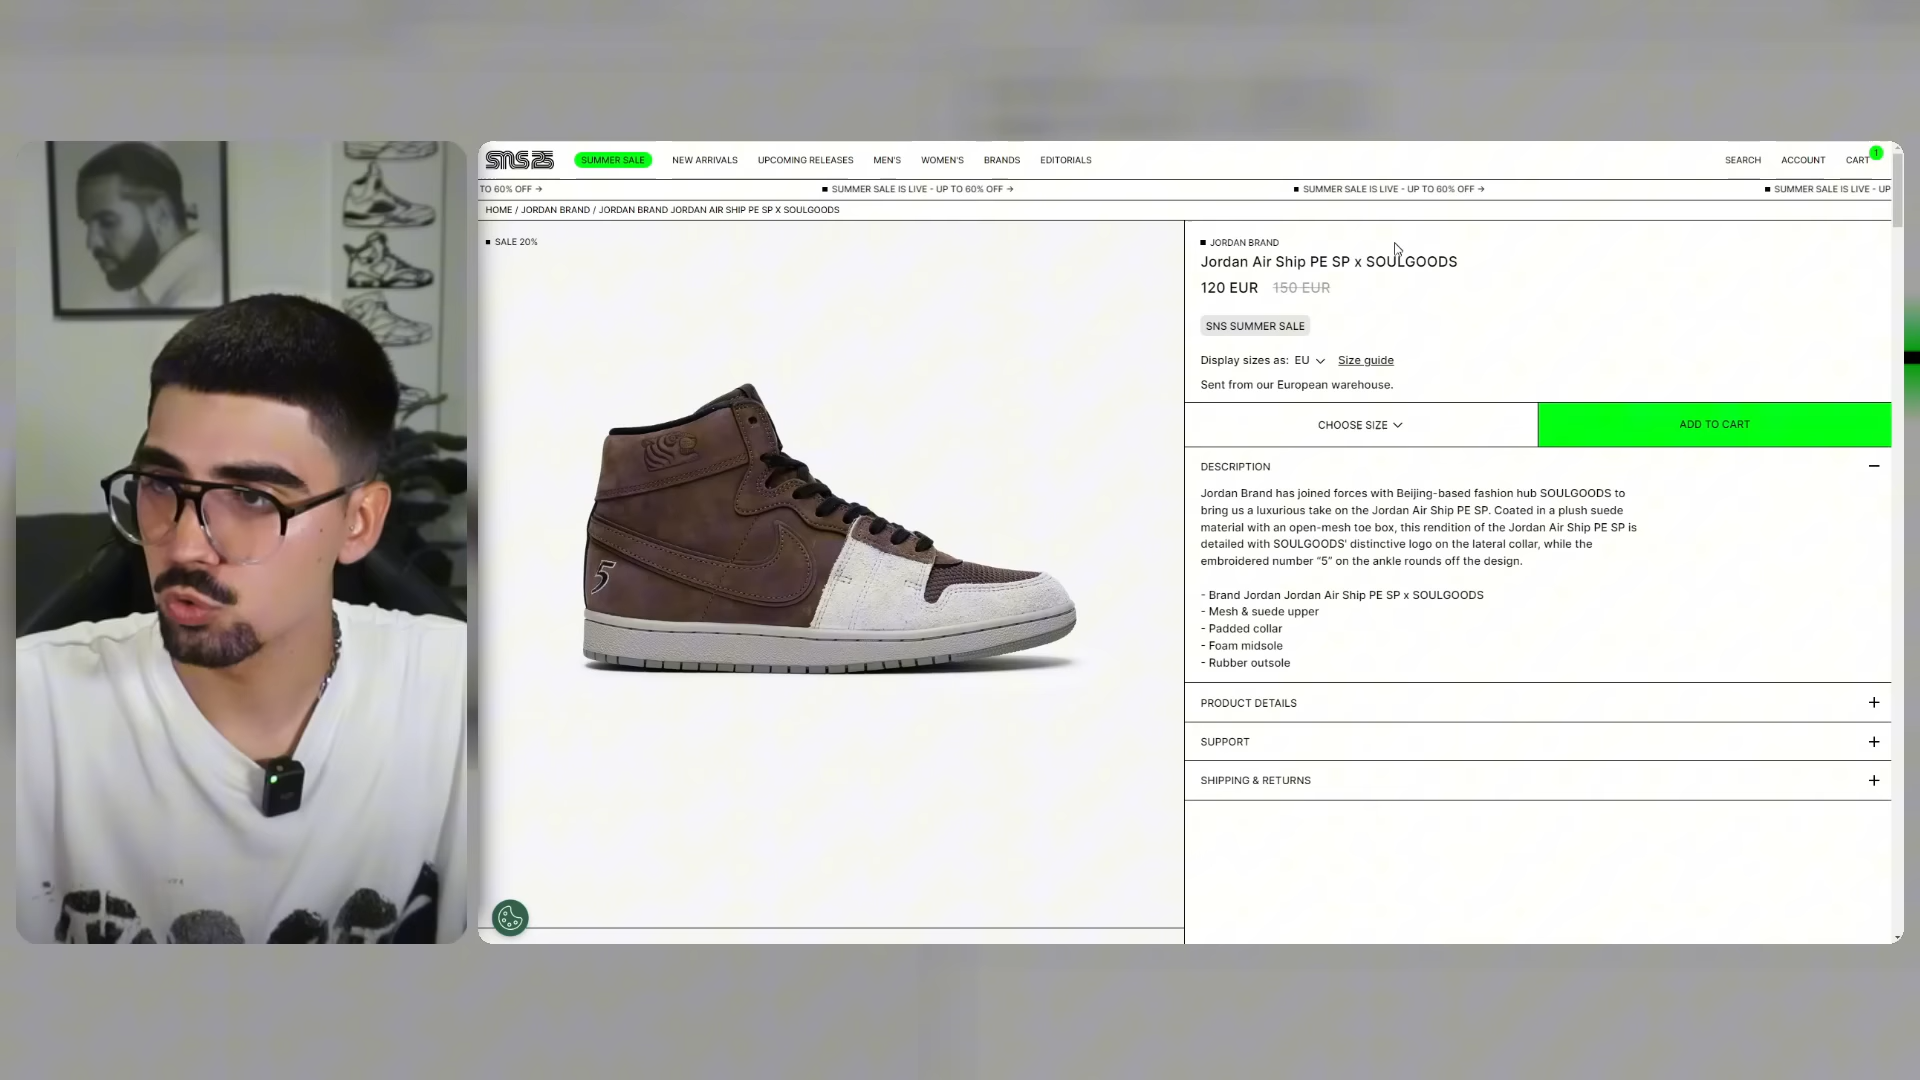 SNS 25
SUMMER SALE
NEW ARRIVALS
UPCOMING RELEASES
MEN'S
WOMEN'S
BRANDS
EDITORIALS
SEARCH
ACCOUNT
CART
1
TO 60% OFF →
SUMMER SALE IS LIVE - UP TO 60% OFF →
SUMMER SALE IS LIVE - UP TO 60% OFF →
SUMMER SALE IS LIVE - UP
HOME / JORDAN BRAND / JORDAN BRAND JORDAN AIR SHIP PE SP X SOULGOODS
SALE 20%
5
JORDAN BRAND
Jordan Air Ship PE SP x SOULGOODS
120 EUR 150 EUR
SNS SUMMER SALE
Display sizes as: EU Size guide
Sent from our European warehouse.
CHOOSE SIZE
ADD TO CART
DESCRIPTION
Jordan Brand has joined forces with Beijing-based fashion hub SOULGOODS to
bring us a luxurious take on the Jordan Air Ship PE SP. Coated in a plush suede
material with an open-mesh toe box, this rendition of the Jordan Air Ship PE SP is
detailed with SOULGOODS' distinctive logo on the lateral collar, while the
embroidered number “5” on the ankle rounds off the design.
- Brand Jordan Jordan Air Ship PE SP x SOULGOODS
- Mesh & suede upper
- Padded collar
- Foam midsole
- Rubber outsole
PRODUCT DETAILS
SUPPORT
SHIPPING & RETURNS